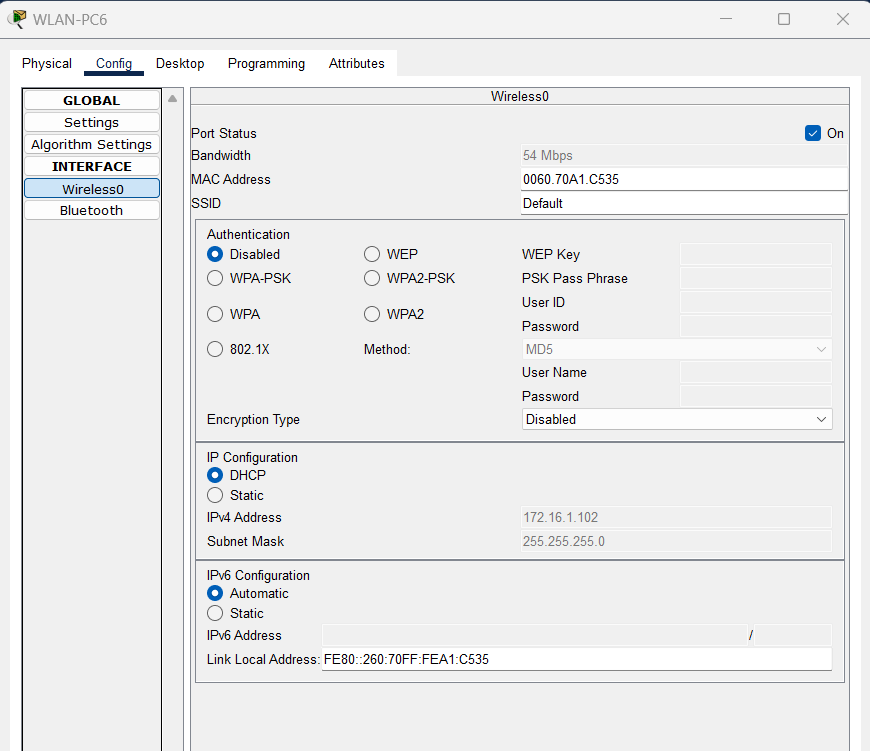 WLAN-PC6
Physical Config Desktop Programming Attributes
GLOBAL
Settings
Algorithm Settings
INTERFACE
Wireless0
Bluetooth
Wireless0
Port Status On
Bandwidth 54 Mbps
MAC Address 0060.70A1.C535
SSID Default
Authentication
Disabled WEP WEP Key
WPA-PSK WPA2-PSK PSK Pass Phrase
User ID
WPA WPA2
Password
802.1X Method: MD5
User Name
Password
Encryption Type Disabled
IP Configuration
DHCP
Static
IPv4 Address 172.16.1.102
Subnet Mask 255.255.255.0
IPv6 Configuration
Automatic
Static
IPv6 Address /
Link Local Address: FE80::260:70FF:FEA1:C535